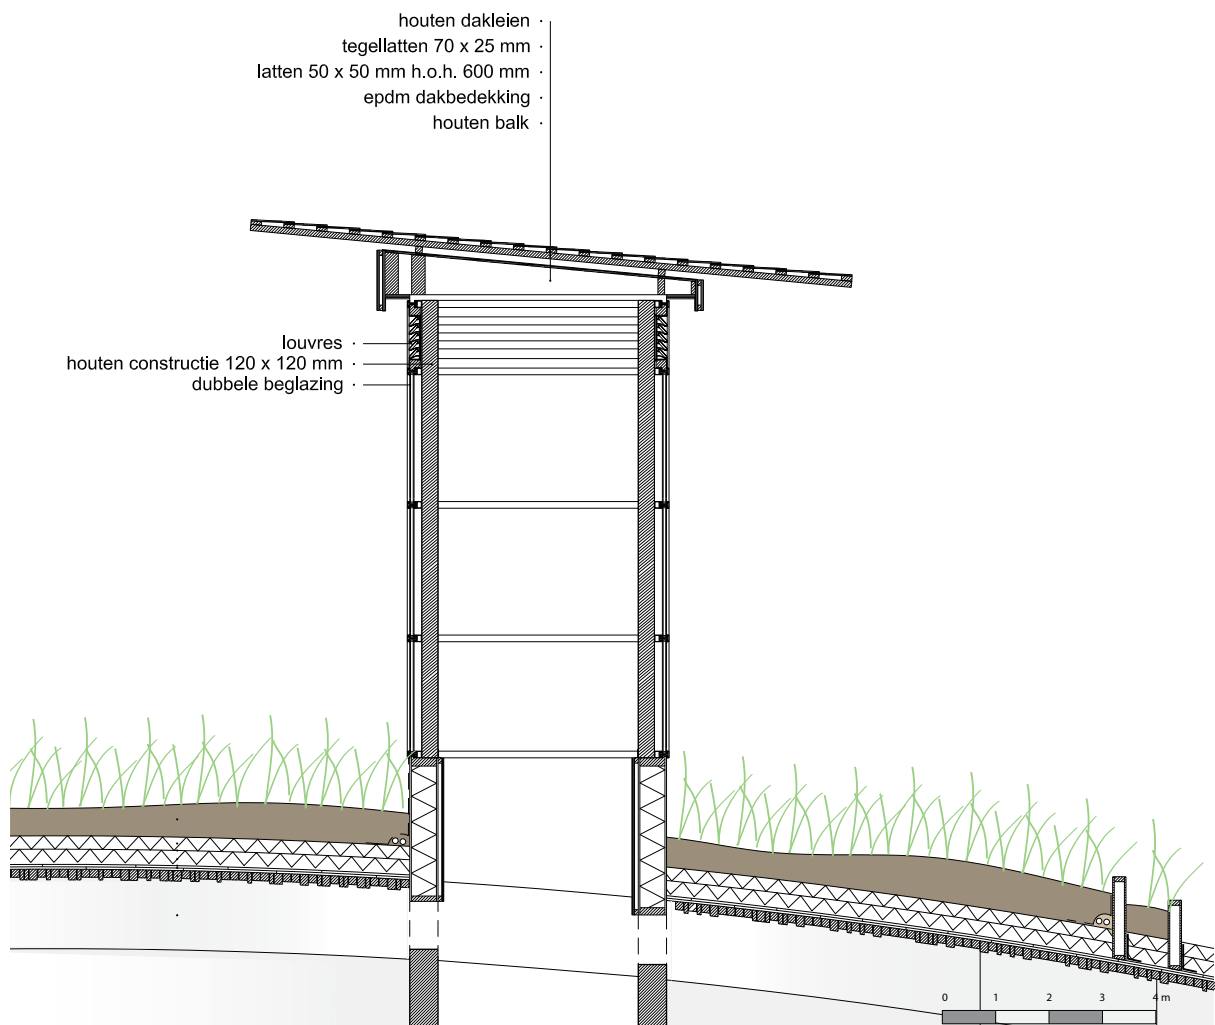 houten dakleien
tegellatten 70 x 25 mm
latten 50 x 50 mm h.o.h. 600 mm
epdm dakbedekking
houten balk
louvres
houten constructie 120 x 120 mm
dubbele beglazing
0 1 2 3 4 m